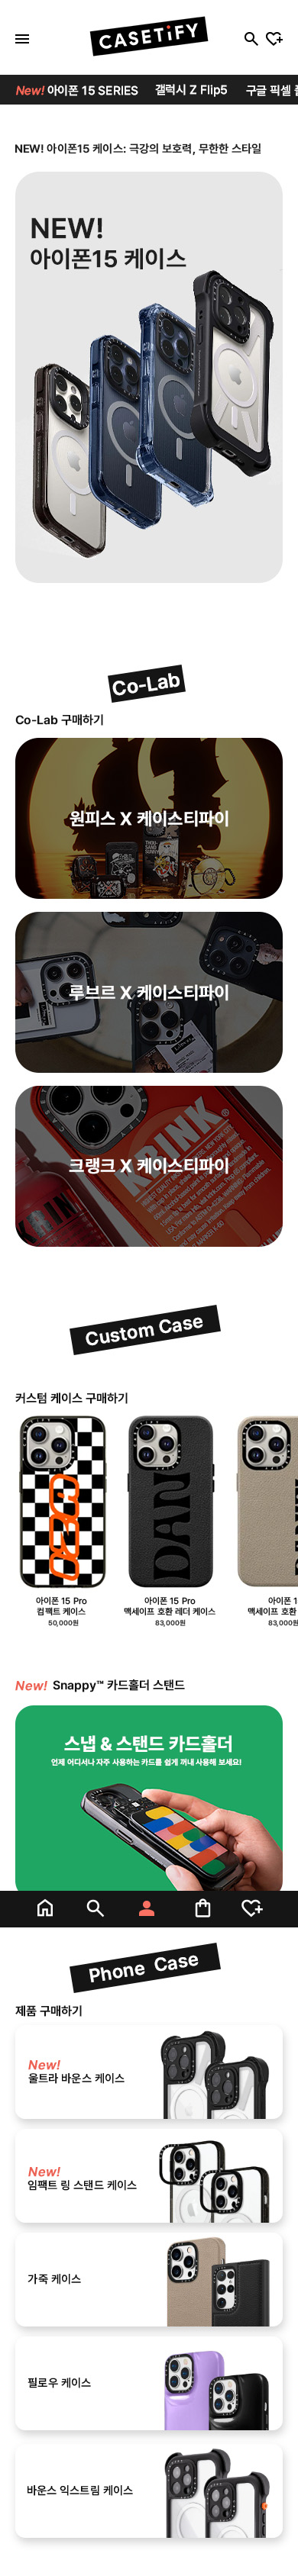 CASETiFY
New! 아이폰 15 SERIES 갤럭시 Z Flip5 구글 픽셀
NEW! 아이폰15 케이스: 극강의 보호력, 무한한 스타일
NEW!
아이폰15 케이스
Co-Lab
Co-Lab 구매하기
원피스 X 케이스티파이
루브르 X 케이스티파이
KRINK
크랭크 X 케이스티파이
Custom Case
커스텀 케이스 구매하기
DAN
아이폰 15 Pro
컴팩트 케이스
50,000원
아이폰 15 Pro
맥세이프 호환 레더 케이스
83,000원
아이폰 1
맥세이프 호환
83,000원
New! Snappy™ 카드홀더 스탠드
스냅 & 스탠드 카드홀더
언제 어디서나 자주 사용하는 카드를 쉽게 꺼내 사용해 보세요!
Phone Case
제품 구매하기
New!
울트라 바운스 케이스
New!
임팩트 링 스탠드 케이스
가죽 케이스
필로우 케이스
바운스 익스트림 케이스